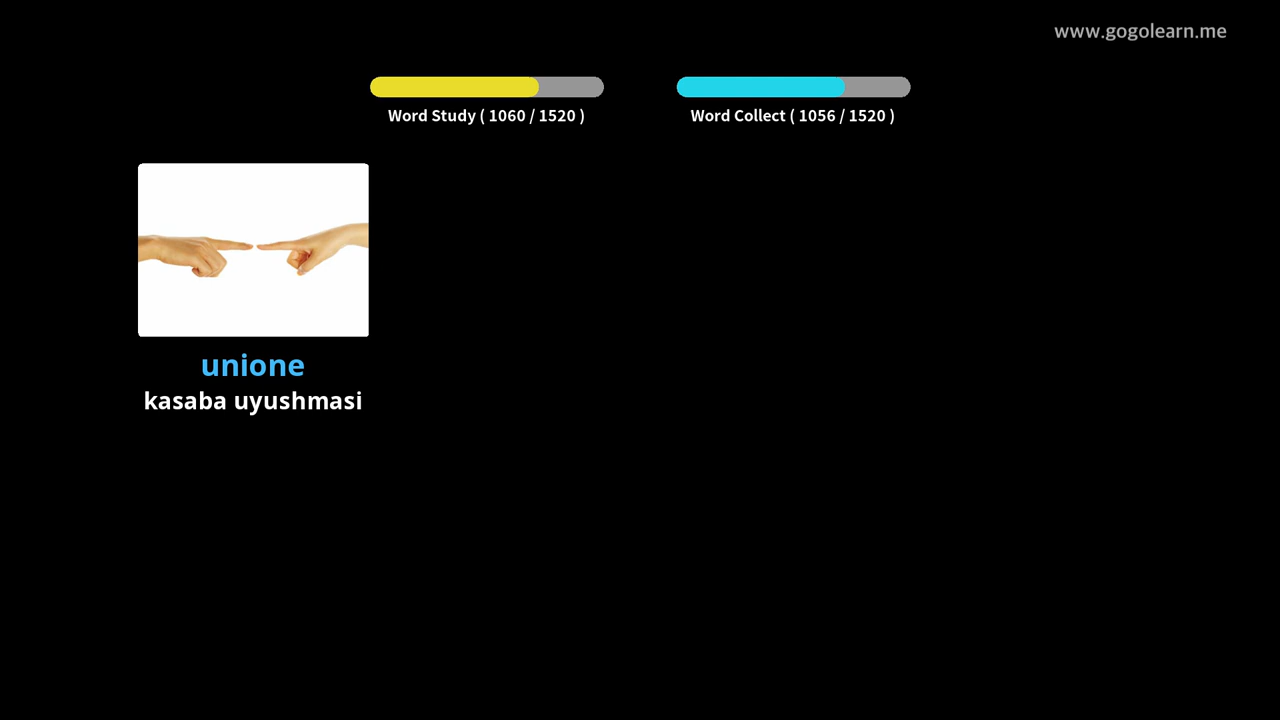 www.gogolearn.me
Word Study ( 1060 / 1520 )
Word Collect ( 1056 / 1520 )
unione
kasaba uyushmasi